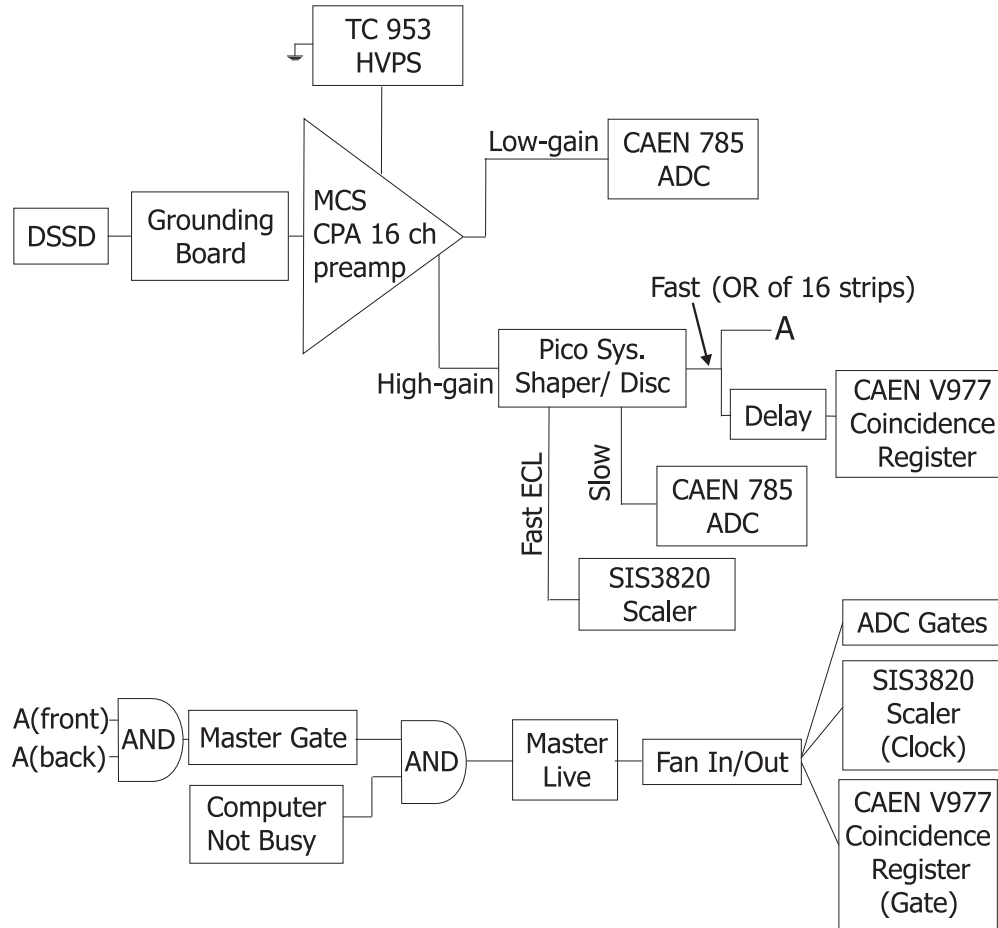 TC 953
HVPS
Low-gain
CAEN 785
ADC
DSSD
Grounding
Board
MCS
CPA 16 ch
preamp
Fast (OR of 16 strips)
A
High-gain
Pico Sys.
Shaper/ Disc
Delay
CAEN V977
Coincidence
Register
Fast ECL
Slow
CAEN 785
ADC
SIS3820
Scaler
A(front)
A(back)
AND
Master Gate
Computer
Not Busy
AND
Master
Live
Fan In/Out
ADC Gates
SIS3820
Scaler
(Clock)
CAEN V977
Coincidence
Register
(Gate)